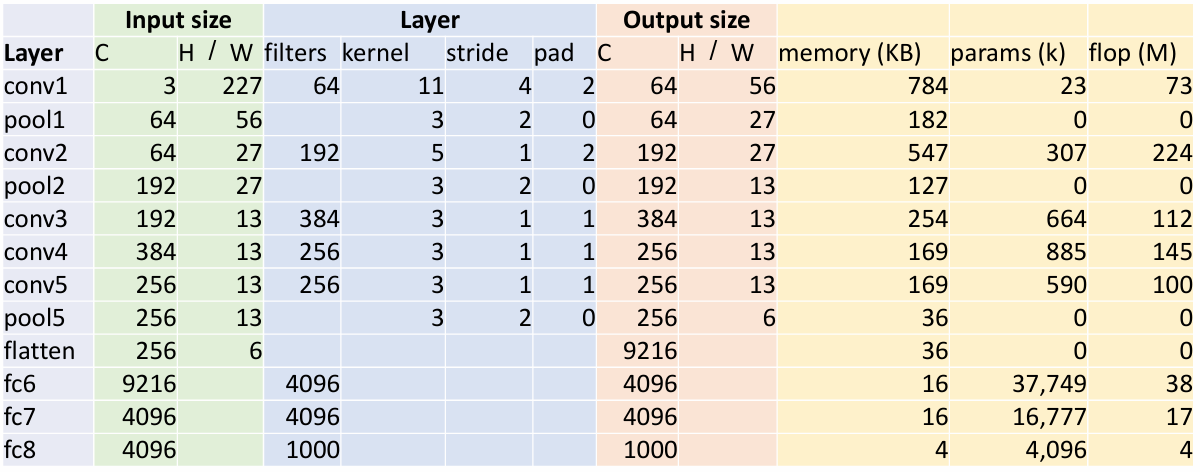 Input size Layer Output size
Layer C H / W filters kernel stride pad C H / W memory (KB) params (k) flop (M)
conv1 3 227 64 11 4 2 64 56 784 23 73
pool1 64 56 3 2 0 64 27 182 0 0
conv2 64 27 192 5 1 2 192 27 547 307 224
pool2 192 27 3 2 0 192 13 127 0 0
conv3 192 13 384 3 1 1 384 13 254 664 112
conv4 384 13 256 3 1 1 256 13 169 885 145
conv5 256 13 256 3 1 1 256 13 169 590 100
pool5 256 13 3 2 0 256 6 36 0 0
flatten 256 6 9216 36 0 0
fc6 9216 4096 4096 16 37,749 38
fc7 4096 4096 4096 16 16,777 17
fc8 4096 1000 1000 4 4,096 4